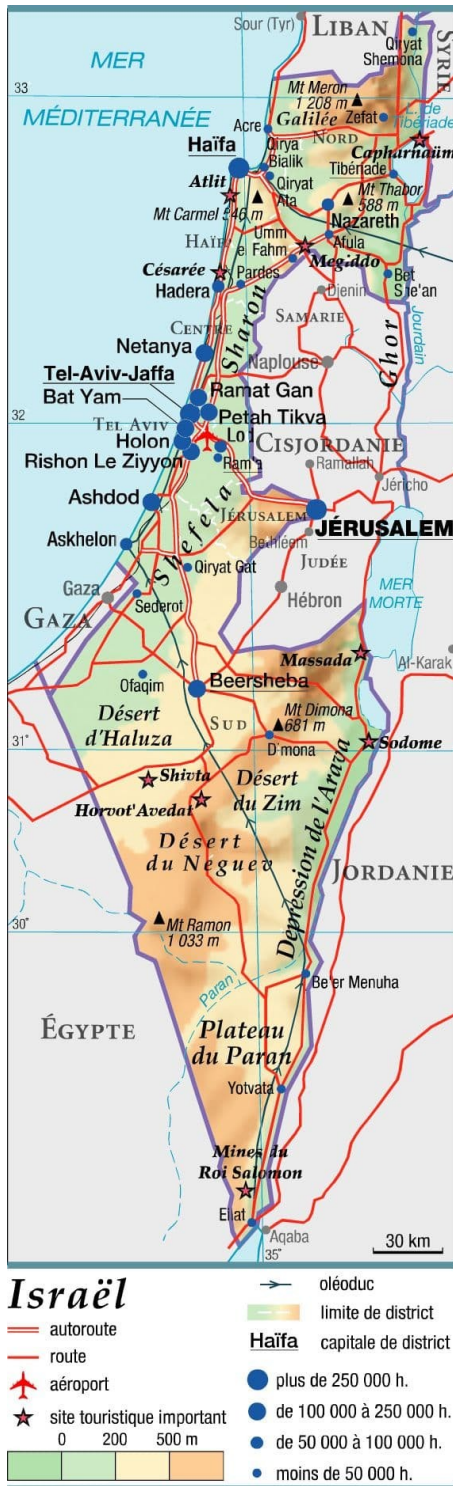 Sour (Tyr)
LIBAN
SYRIE
MER
MÉDITERRANÉE
Qiryat
Shemona
33
Mt Meron
1 208 m
Galilée
Zefat
L. de
Tibériade
NORD
Acre
Capharnaüm
Haïfa
Qirya
Bialik
Tibériade
Qiryat
Ata
Atlit
Mt Thabor
588 m
Mt Carmel 546 m
Nazareth
HAÏF
Umm
e Fahm
Afula
Megiddo
Césarée
Pardes
Hadera
Djenin
Bet
She'an
Sharon
SAMARIE
CENTRE
Ghor
Jourdain
Netanya
Naplouse
Tel-Aviv-Jaffa
Ramat Gan
Bat Yam
Petah Tikva
32
TEL AVIV
Holon
Lod
CISJORDANIE
Rishon Le Ziyyon
Ram'a
Ramallah
Jéricho
Ashdod
Shefela
JÉRUSALEM
JÉRUSALEM
Askhelon
Bethléem
JUDÉE
Qiryat Gat
MER
MORTE
Gaza
Hébron
GAZA
Sederot
Massada
Al-Karak
Ofaqim
Beersheba
Mt Dimona
681 m
Désert
d'Haluza
SUD
D'mona
Sodome
31°
Shivta
Désert
du Zim
Horvot'Avedat
Dépression de l'Arava
Désert
du Neguev
JORDANIE
Mt Ramon
1 033 m
30°
Paran
Be'er Menuha
ÉGYPTE
Plateau
du Paran
Yotvata
Mines du
Roi Salomon
Eilat
Aqaba
35°
30 km
Israël
autoroute
route
aéroport
site touristique important
0 200 500 m
oléoduc
limite de district
Haïfa capitale de district
plus de 250 000 h.
de 100 000 à 250 000 h.
de 50 000 à 100 000 h.
moins de 50 000 h.